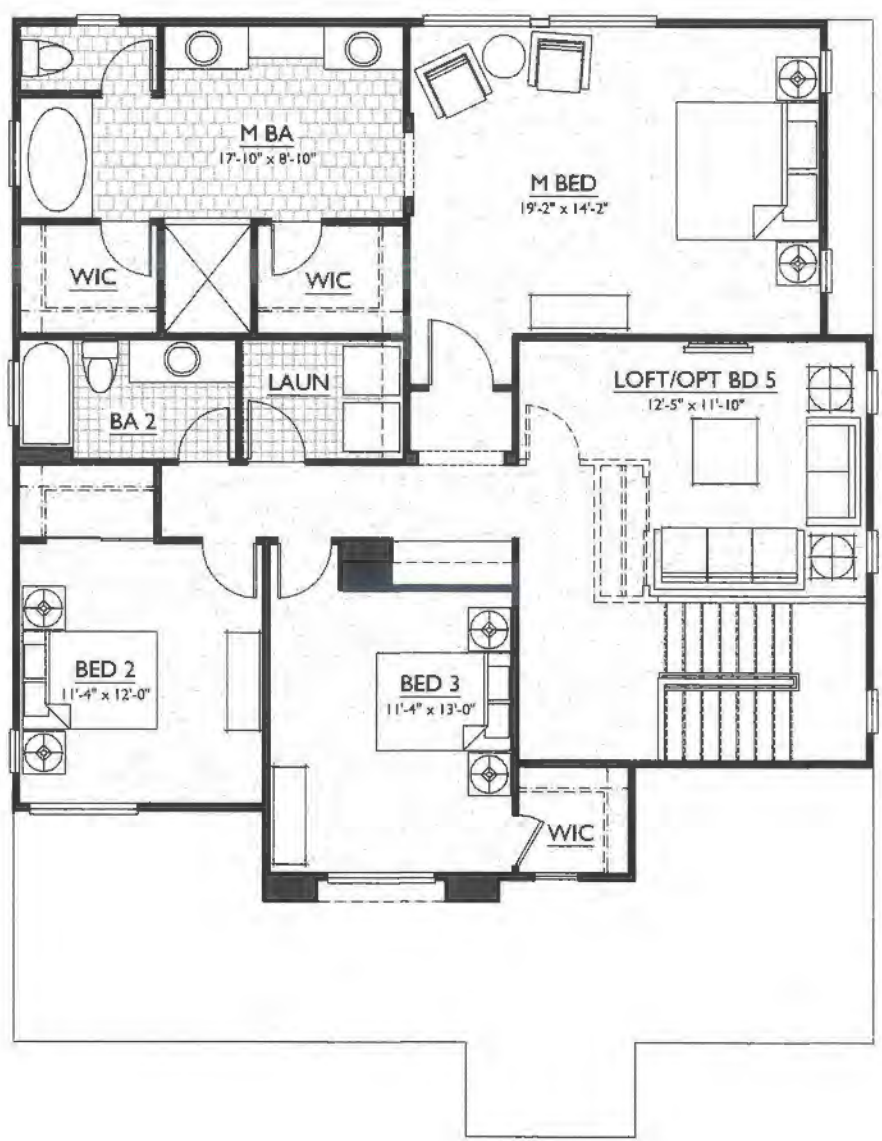 M BA
17'-10" x 8'-10"
M BED
19'-2" x 14'-2"
WIC
WIC
LAUN
LOFT/OPT BD 5
12'-5" x 11'-10"
BA 2
BED 2
11'-4" x 12'-0"
BED 3
11'-4" x 13'-0"
WIC